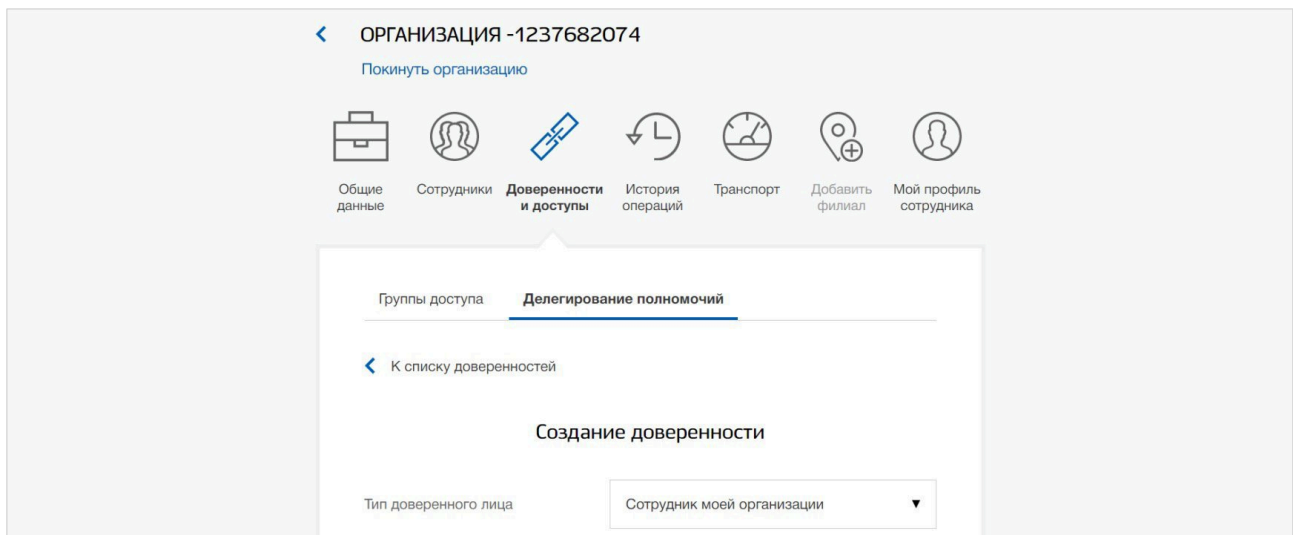 ОРГАНИЗАЦИЯ -1237682074
Покинуть организацию
Общие данные
Сотрудники
Доверенности и доступы
История операций
Транспорт
Добавить филиал
Мой профиль сотрудника
Группы доступа
Делегирование полномочий
К списку доверенностей
Создание доверенности
Тип доверенного лица
Сотрудник моей организации